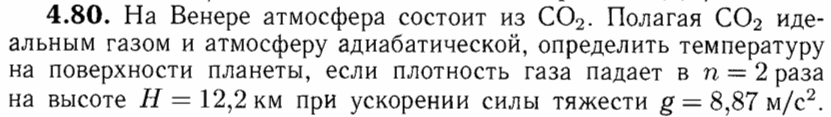 4.80. На Венере атмосфера состоит из CO₂. Полагая CO₂ иде-
альным газом и атмосферу адиабатической, определить температуру
на поверхности планеты, если плотность газа падает в n = 2 раза
на высоте H = 12,2 км при ускорении силы тяжести g = 8,87 м/с².